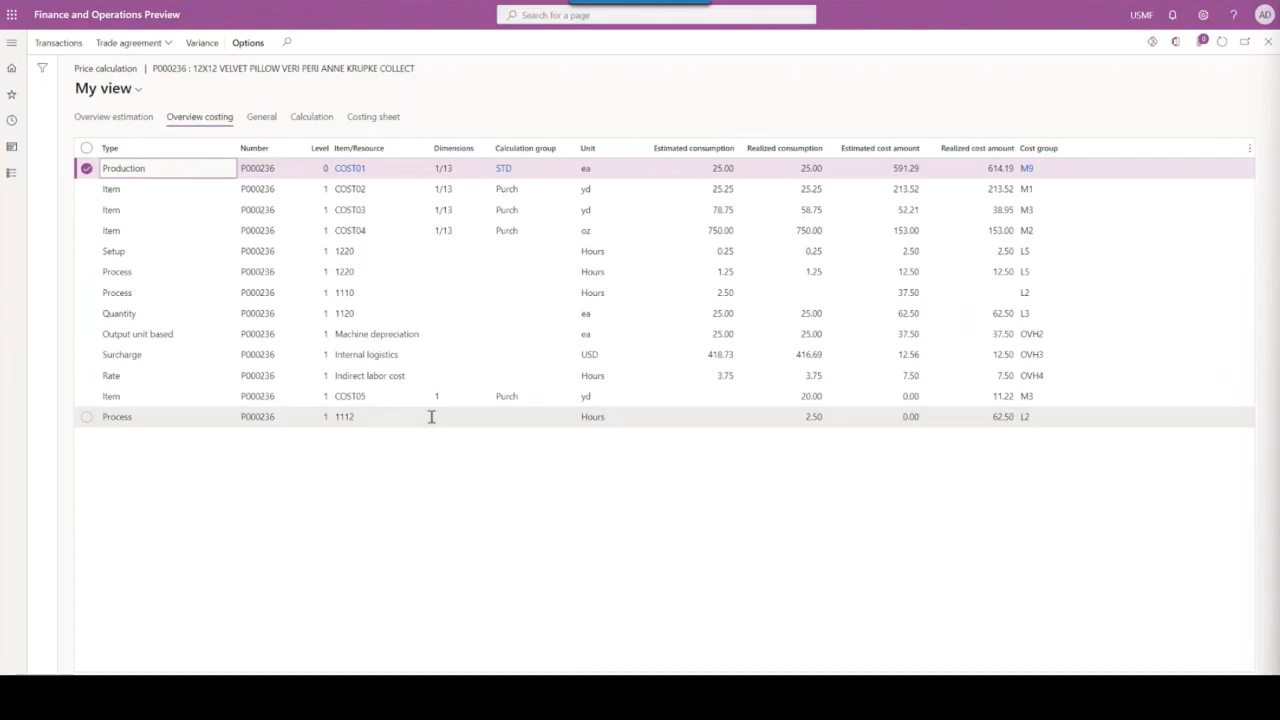 Finance and Operations Preview
Search for a page
USMF
?
AD
Transactions Trade agreement Variance Options
0
Price calculation | P000236 : 12X12 VELVET PILLOW VERI PERI ANNE KRUPKE COLLECT
My view
Overview estimation Overview costing General Calculation Costing sheet
Type Number Level Item/Resource Dimensions Calculation group Unit Estimated consumption Realized consumption Estimated cost amount Realized cost amount Cost group
Production P000236 0 COST01 1/13 STD ea 25.00 25.00 591.29 614.19 M9
Item P000236 1 COST02 1/13 Purch yd 25.25 25.25 213.52 213.52 M1
Item P000236 1 COST03 1/13 Purch yd 78.75 58.75 52.21 38.95 M3
Item P000236 1 COST04 1/13 Purch oz 750.00 750.00 153.00 153.00 M2
Setup P000236 1 1220 Hours 0.25 0.25 2.50 2.50 L5
Process P000236 1 1220 Hours 1.25 1.25 12.50 12.50 L5
Process P000236 1 1110 Hours 2.50 37.50 L2
Quantity P000236 1 1120 ea 25.00 25.00 62.50 62.50 L3
Output unit based P000236 1 Machine depreciation ea 25.00 25.00 37.50 37.50 OVH2
Surcharge P000236 1 Internal logistics USD 418.73 416.69 12.56 12.50 OVH3
Rate P000236 1 Indirect labor cost Hours 3.75 3.75 7.50 7.50 OVH4
Item P000236 1 COST05 1 Purch yd 20.00 0.00 11.22 M3
Process P000236 1 1112 Hours 2.50 0.00 62.50 L2